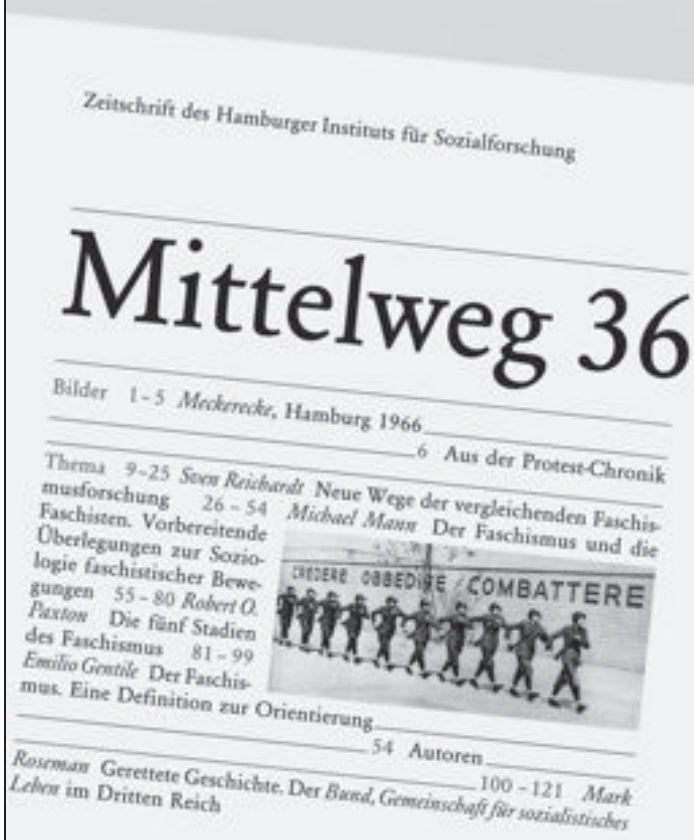 Zeitschrift des Hamburger Instituts für Sozialforschung
Mittelweg 36
Bilder 1–5 Meckerecke, Hamburg 1966
6 Aus der Protest-Chronik
Thema 9–25 Sven Reichardt Neue Wege der vergleichenden Faschis-
musforschung 26–54 Michael Mann Der Faschismus und die
Faschisten. Vorbereitende
Überlegungen zur Sozio-
logie faschistischer Bewe-
gungen 55–80 Robert O.
Paxton Die fünf Stadien
des Faschismus 81–99
Emilio Gentile Der Faschis-
mus. Eine Definition zur Orientierung
CREDERE OBBEDIRE COMBATTERE
54 Autoren
100–121 Mark
Roseman Gerettete Geschichte. Der Bund, Gemeinschaft für sozialistisches
Leben im Dritten Reich